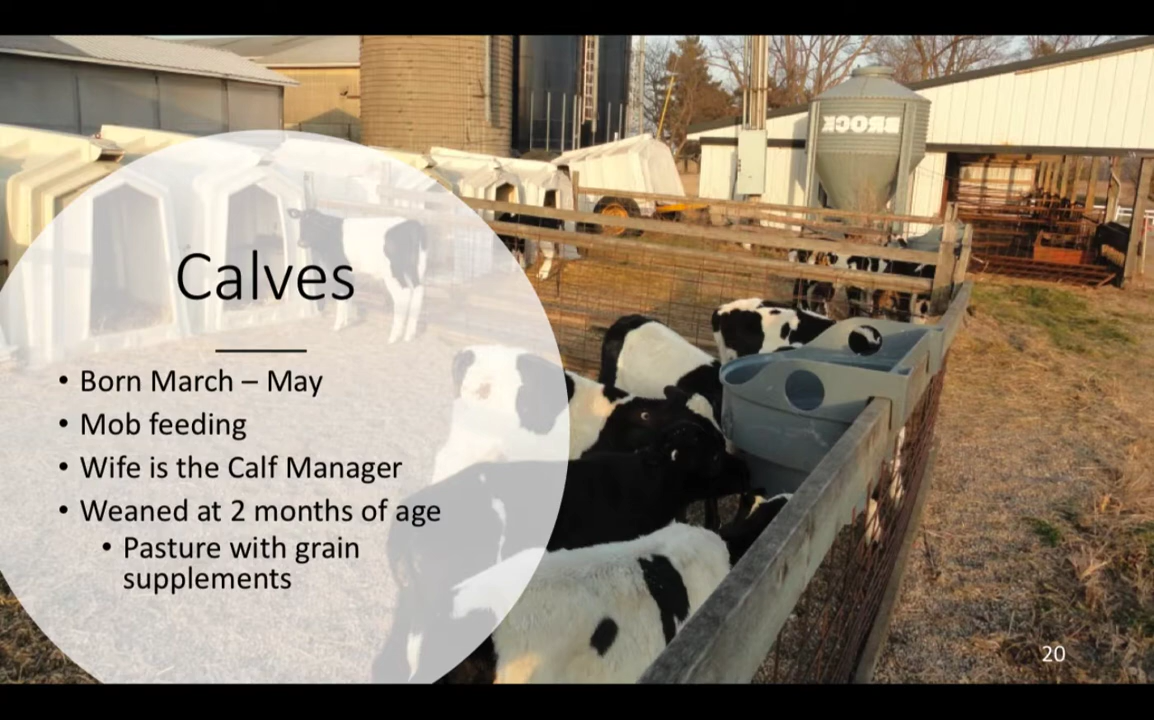 BROCK
Calves
• Born March – May
• Mob feeding
• Wife is the Calf Manager
• Weaned at 2 months of age
• Pasture with grain
supplements
20